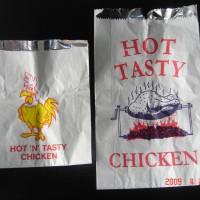 HOT 'N' TASTY
CHICKEN
HOT
TASTY
CHICKEN
2009